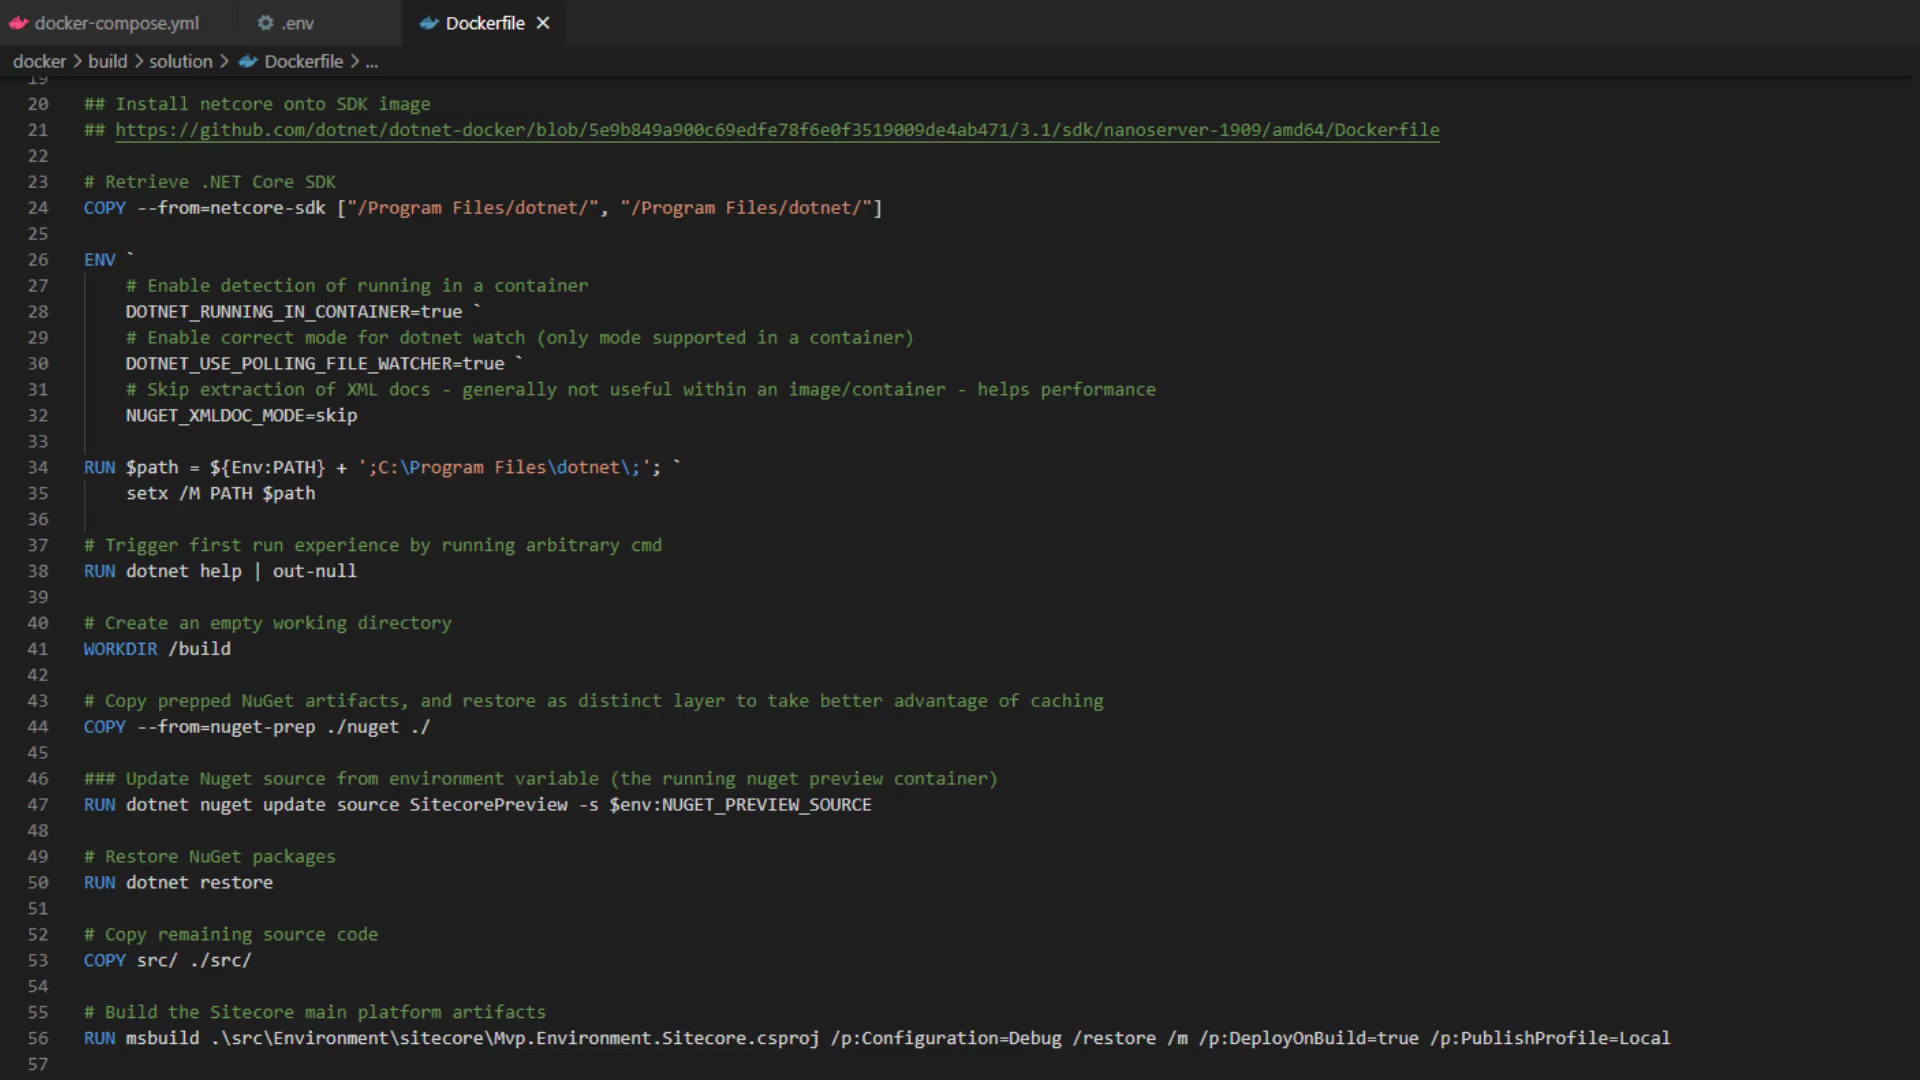 docker-compose.yml .env Dockerfile
docker > build > solution > Dockerfile > ...
19
20 ## Install netcore onto SDK image
21 ## https://github.com/dotnet/dotnet-docker/blob/5e9b849a900c69edfe78f6e0f3519009de4ab471/3.1/sdk/nanoserver-1909/amd64/Dockerfile
22
23 # Retrieve .NET Core SDK
24 COPY --from=netcore-sdk ["/Program Files/dotnet/", "/Program Files/dotnet/"]
25
26 ENV `
27 # Enable detection of running in a container
28 DOTNET_RUNNING_IN_CONTAINER=true `
29 # Enable correct mode for dotnet watch (only mode supported in a container)
30 DOTNET_USE_POLLING_FILE_WATCHER=true `
31 # Skip extraction of XML docs - generally not useful within an image/container - helps performance
32 NUGET_XMLDOC_MODE=skip
33
34 RUN $path = ${Env:PATH} + ';C:\Program Files\dotnet\;'; `
35 setx /M PATH $path
36
37 # Trigger first run experience by running arbitrary cmd
38 RUN dotnet help | out-null
39
40 # Create an empty working directory
41 WORKDIR /build
42
43 # Copy prepped NuGet artifacts, and restore as distinct layer to take better advantage of caching
44 COPY --from=nuget-prep ./nuget ./
45
46 ### Update Nuget source from environment variable (the running nuget preview container)
47 RUN dotnet nuget update source SitecorePreview -s $env:NUGET_PREVIEW_SOURCE
48
49 # Restore NuGet packages
50 RUN dotnet restore
51
52 # Copy remaining source code
53 COPY src/ ./src/
54
55 # Build the Sitecore main platform artifacts
56 RUN msbuild .\src\Environment\sitecore\Mvp.Environment.Sitecore.csproj /p:Configuration=Debug /restore /m /p:DeployOnBuild=true /p:PublishProfile=Local
57